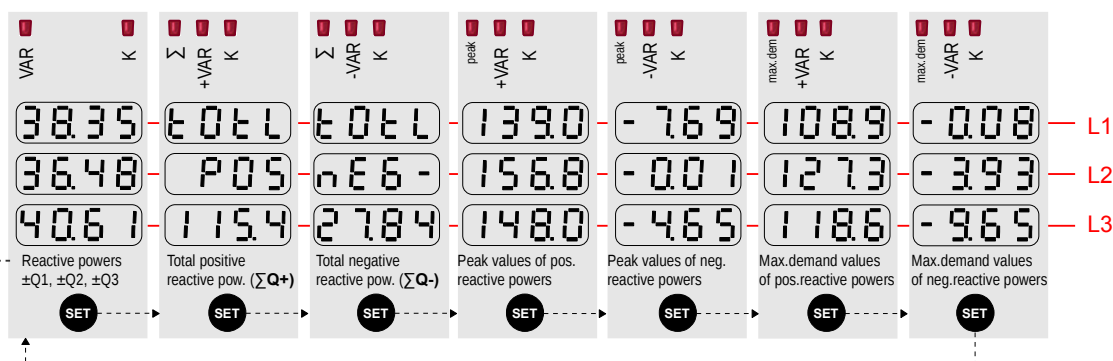 VAR K
Σ +VAR K
Σ -VAR K
peak +VAR K
peak -VAR K
max.dem +VAR K
max.dem -VAR K
38.35 tOtL tOtL 139.0 -7.69 108.9 -0.08 L1
36.48 POS nEG- 156.8 -0.01 127.3 -3.93 L2
40.61 115.4 27.84 148.0 -4.65 118.6 -9.65 L3
Reactive powers
±Q1, ±Q2, ±Q3
Total positive
reactive pow. (∑Q+)
Total negative
reactive pow. (∑Q-)
Peak values of pos.
reactive powers
Peak values of neg.
reactive powers
Max.demand values
of pos.reactive powers
Max.demand values
of neg.reactive powers
SET SET SET SET SET SET SET